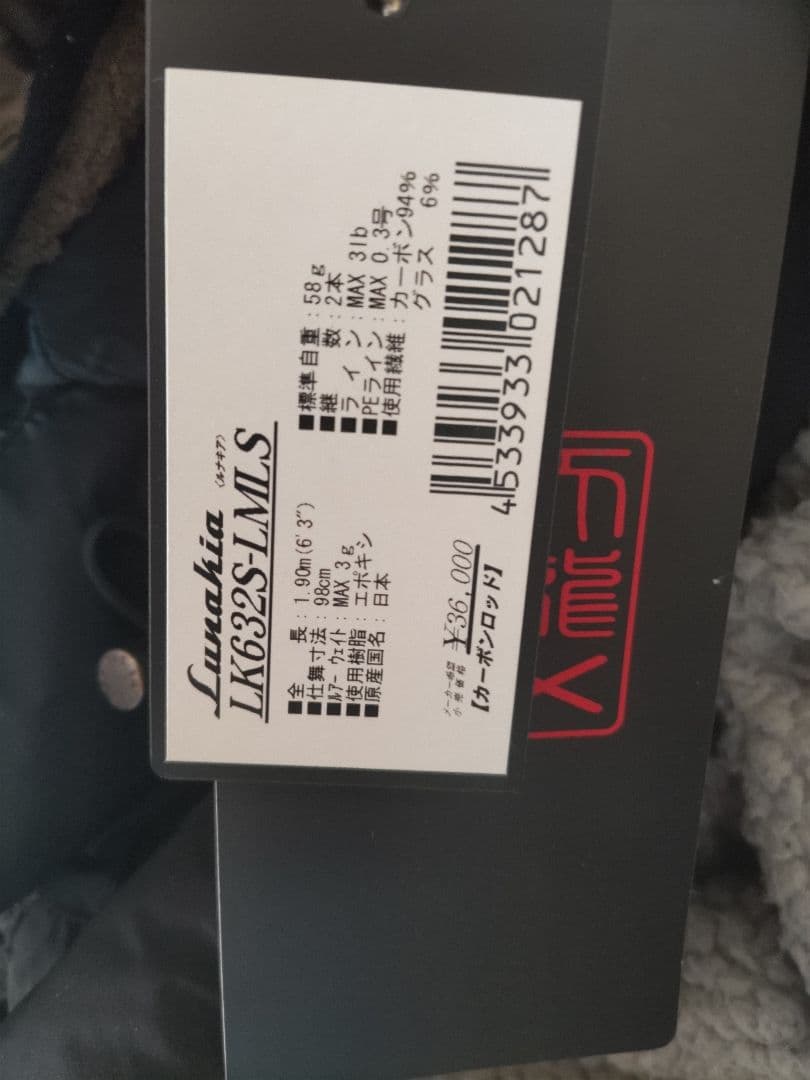 Lunakia
〈ルナキア〉
LK632S-LMLS
■全 長：1.90m(6'3")
■仕舞寸法：98cm
■ルアー ウェイト：MAX 3g
■使用樹脂：エポキシ
■原産国名：日本
■標準自重：58g
■継 数：2本
■ラ イ ン：MAX 3lb
■PEライン：MAX 0.3号
■使用繊維：カーボン94%
グラス 6%
メーカー希望
小売価格 ¥36,000
【カーボンロッド】
4533933021287